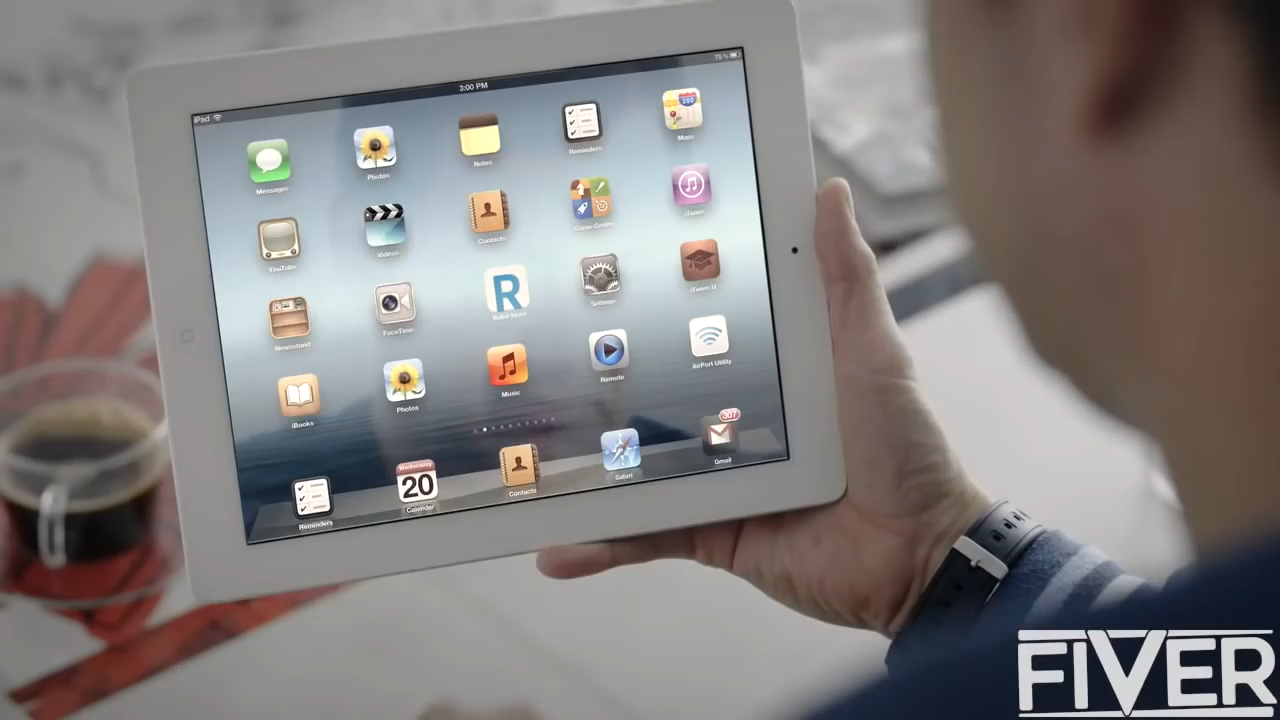 iPad
3:00 PM
75%
Messages
Photos
Notes
Reminders
Maps
200
YouTube
Videos
Contacts
Game Center
iTunes
Newsstand
FaceTime
R
Settings
iTunes U
iBooks
Photos
Music
Remote
AirPort Utility
Reminders
Wednesday
20
Calendar
Contacts
Safari
307
Gmail
FIVER